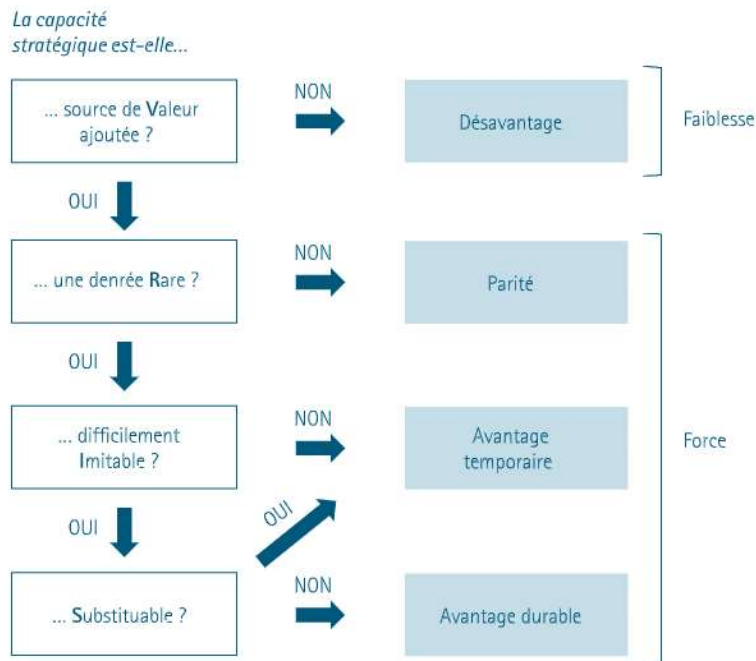 La capacité
stratégique est-elle...
... source de Valeur
ajoutée ?
NON
Désavantage
Faiblesse
OUI
... une denrée Rare ?
NON
Parité
OUI
... difficilement
Imitable ?
NON
Avantage
temporaire
Force
OUI
OUI
... Substituable ?
NON
Avantage durable